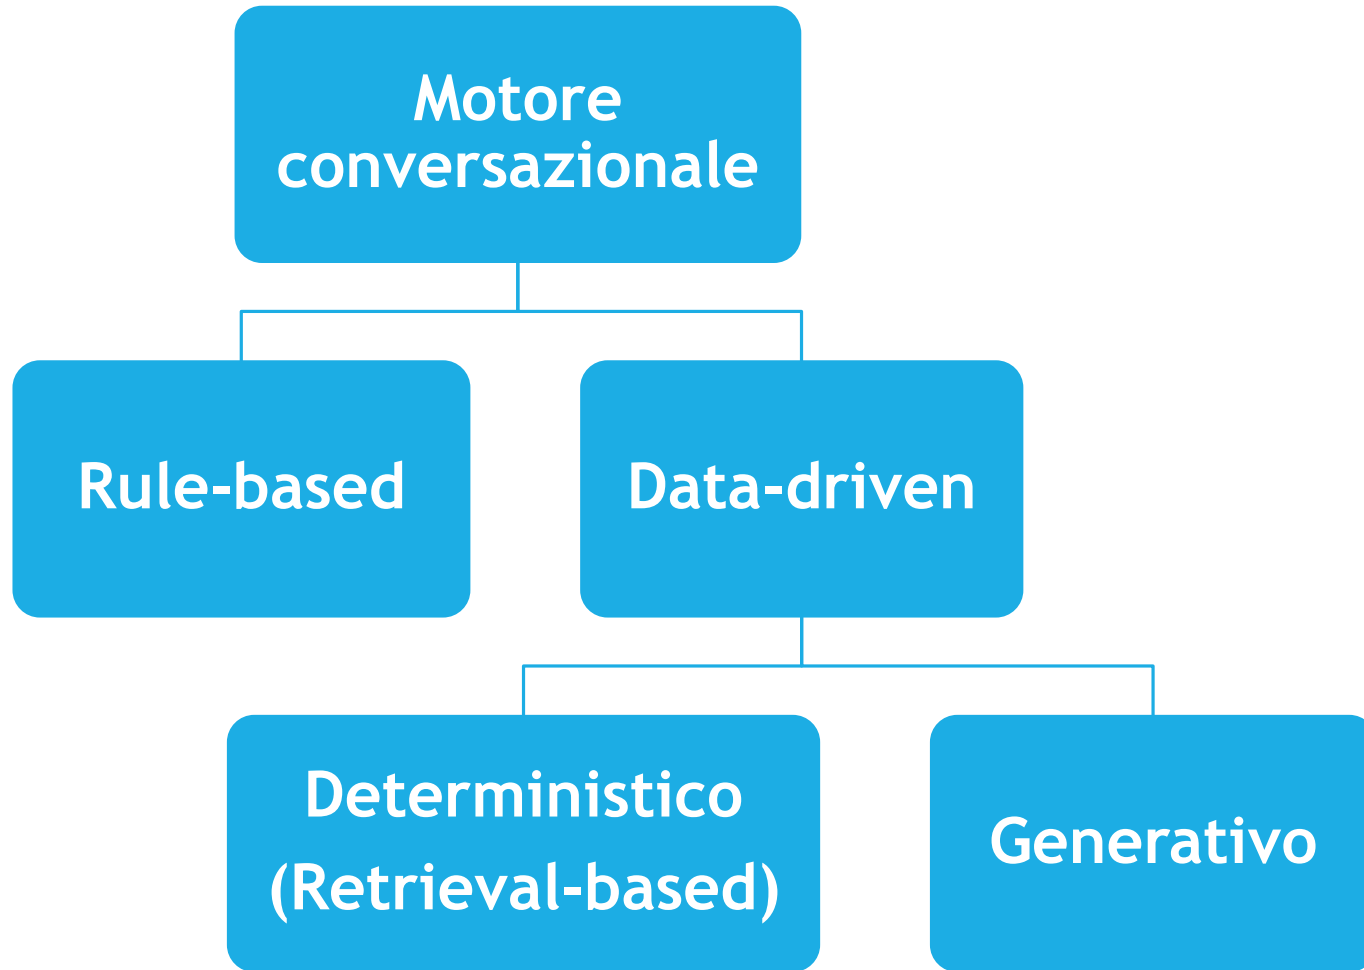 Motore
conversazionale
Rule-based
Data-driven
Deterministico
(Retrieval-based)
Generativo